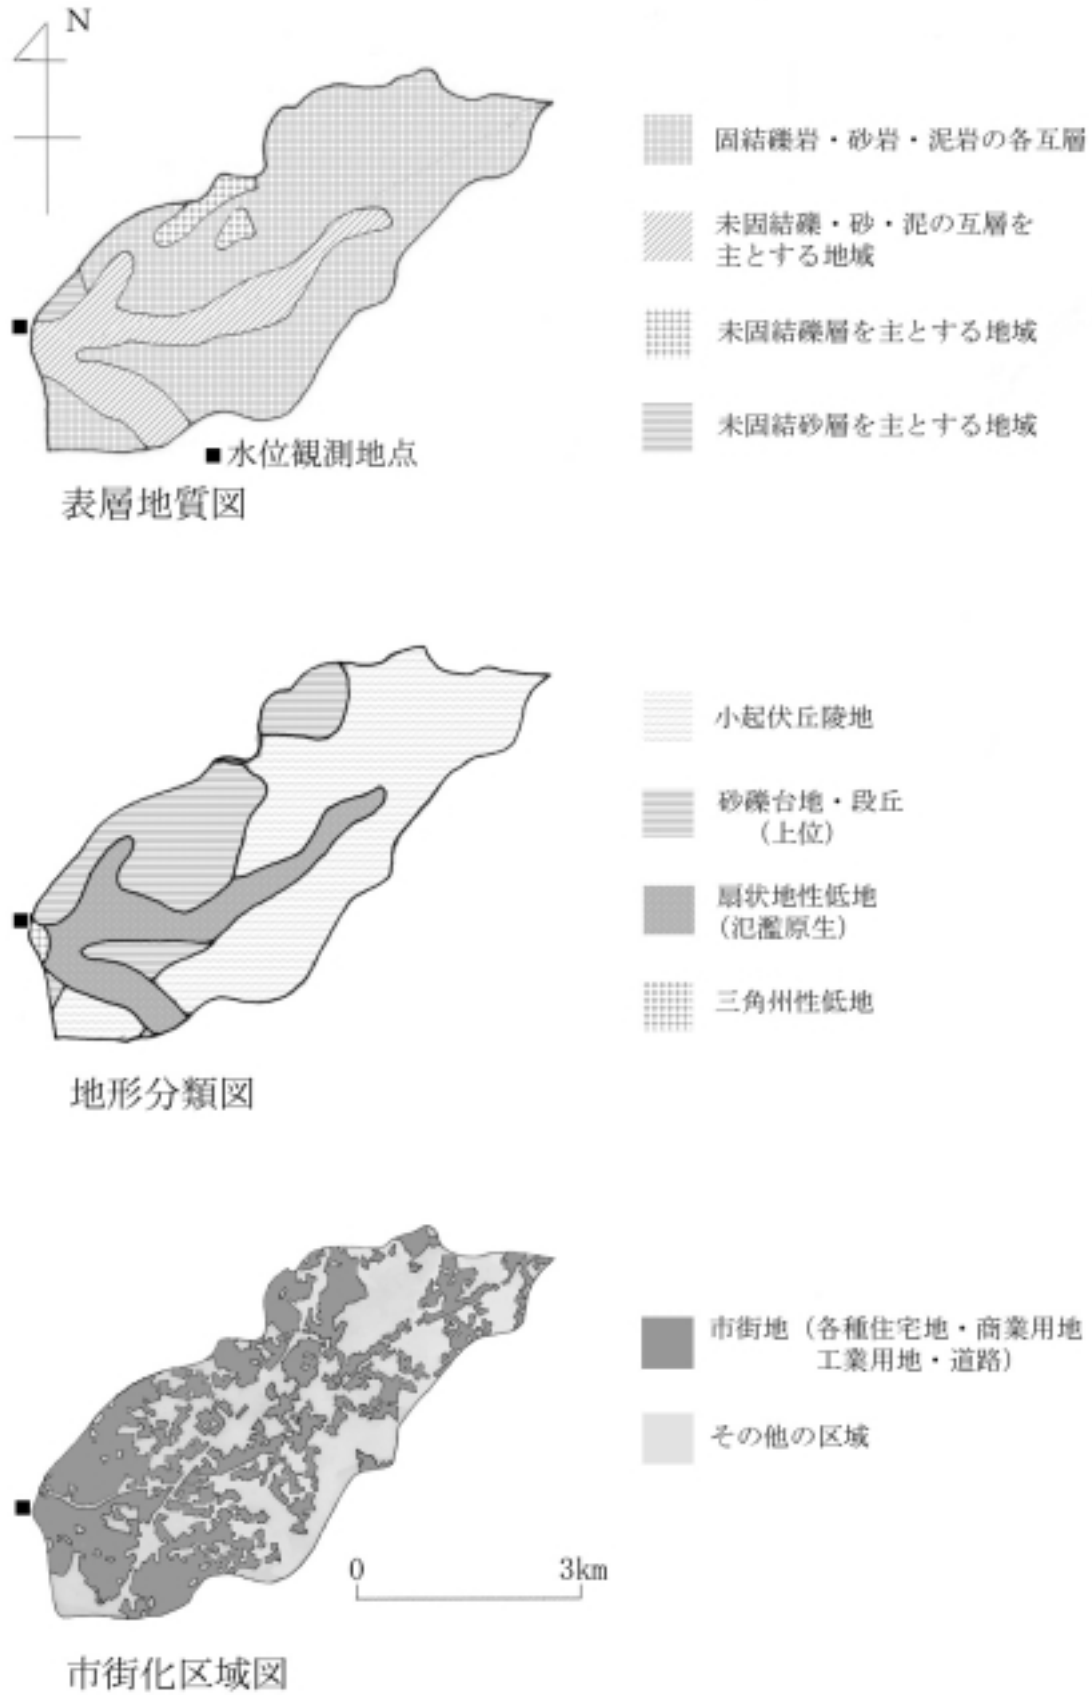 N
固結礫岩・砂岩・泥岩の各互層
未固結礫・砂・泥の互層を
主とする地域
未固結礫層を主とする地域
未固結砂層を主とする地域
■水位観測地点
表層地質図
小起伏丘陵地
砂礫台地・段丘
（上位）
扇状地性低地
（氾濫原生）
三角州性低地
地形分類図
市街地（各種住宅地・商業用地
工業用地・道路）
その他の区域
0 3km
市街化区域図